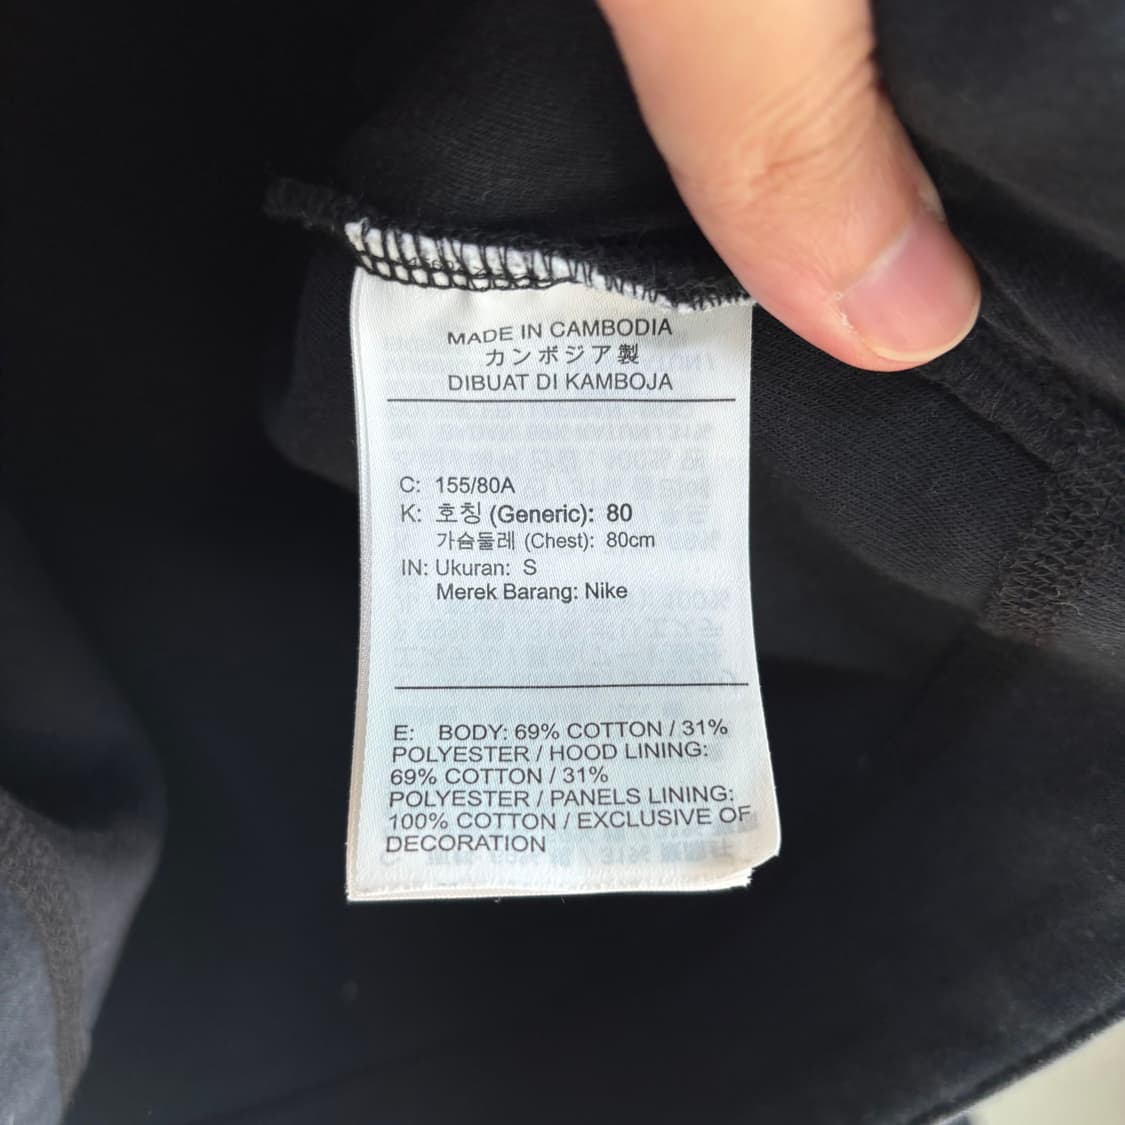 MADE IN CAMBODIA
カンボジア製
DIBUAT DI KAMBOJA
C: 155/80A
K: 호칭 (Generic): 80
가슴둘레 (Chest): 80cm
IN: Ukuran: S
Merek Barang: Nike
E: BODY: 69% COTTON / 31%
POLYESTER / HOOD LINING:
69% COTTON / 31%
POLYESTER / PANELS LINING:
100% COTTON / EXCLUSIVE OF
DECORATION